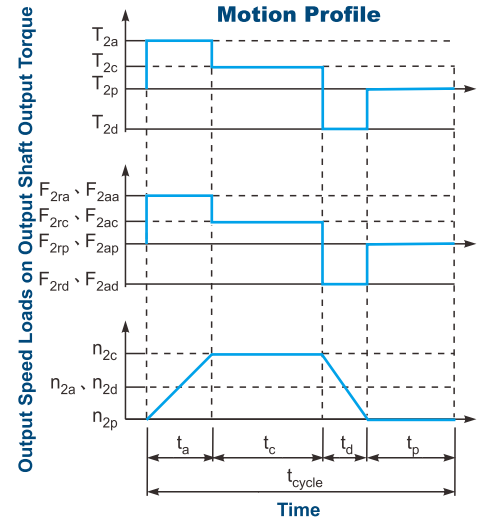 Motion Profile
Output Speed Loads on Output Shaft Output Torque
T2a
T2c
T2p
T2d
F2ra、F2aa
F2rc、F2ac
F2rp、F2ap
F2rd、F2ad
n2c
n2a、n2d
n2p
ta tc td tp
tcycle
Time